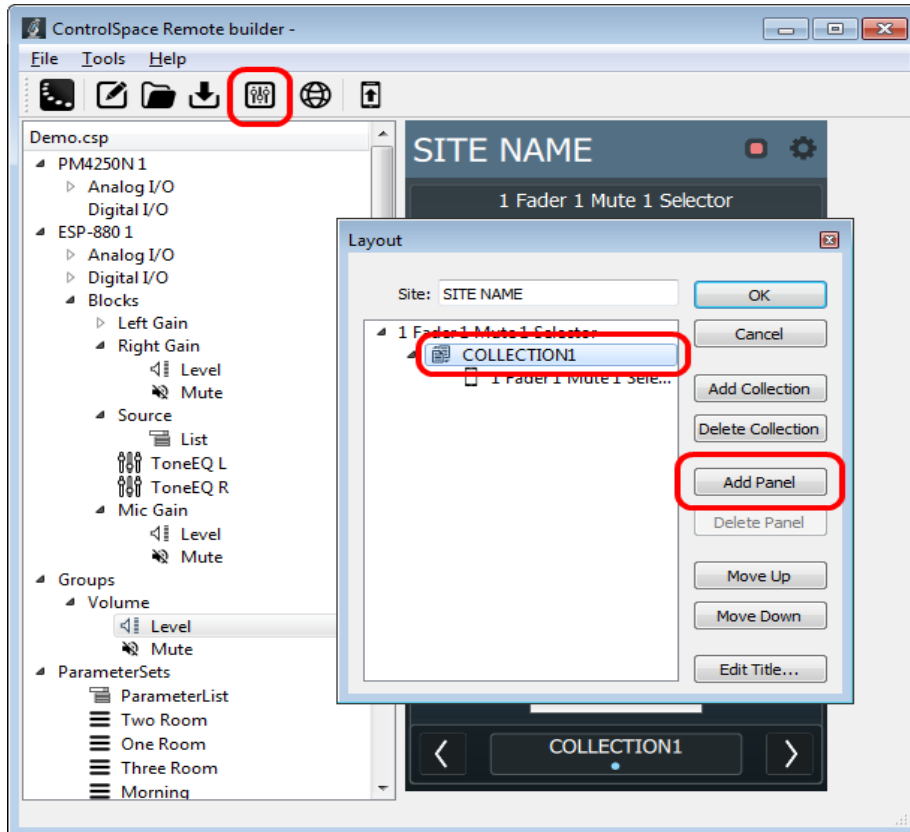 ControlSpace Remote builder -
File Tools Help
Demo.csp
PM4250N 1
Analog I/O
Digital I/O
ESP-880 1
Analog I/O
Digital I/O
Blocks
Left Gain
Right Gain
Level
Mute
Source
List
ToneEQ L
ToneEQ R
Mic Gain
Level
Mute
Groups
Volume
Level
Mute
ParameterSets
ParameterList
Two Room
One Room
Three Room
Morning
SITE NAME
1 Fader 1 Mute 1 Selector
Layout
Site: SITE NAME
1 Fader 1 Mute 1 Selector
COLLECTION1
1 Fader 1 Mute 1 Sele...
OK
Cancel
Add Collection
Delete Collection
Add Panel
Delete Panel
Move Up
Move Down
Edit Title...
COLLECTION1